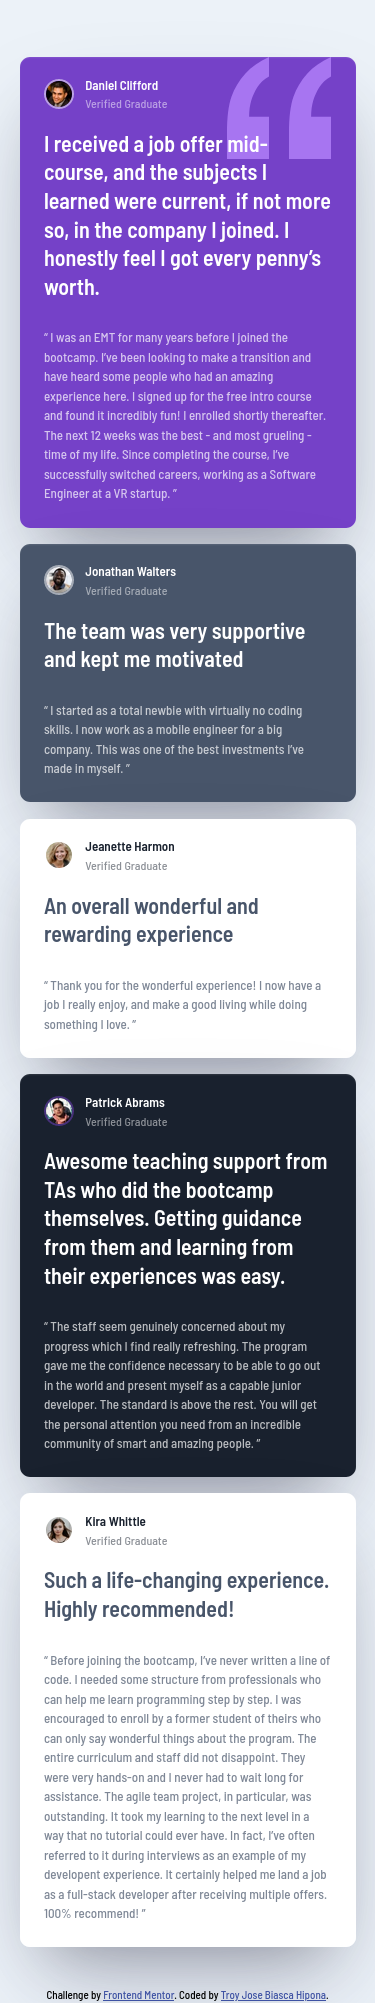 Daniel Clifford
Verified Graduate
I received a job offer mid-
course, and the subjects I
learned were current, if not more
so, in the company I joined. I
honestly feel I got every penny’s
worth.
“ I was an EMT for many years before I joined the
bootcamp. I’ve been looking to make a transition and
have heard some people who had an amazing
experience here. I signed up for the free intro course
and found it incredibly fun! I enrolled shortly thereafter.
The next 12 weeks was the best - and most grueling -
time of my life. Since completing the course, I’ve
successfully switched careers, working as a Software
Engineer at a VR startup. ”
Jonathan Walters
Verified Graduate
The team was very supportive
and kept me motivated
“ I started as a total newbie with virtually no coding
skills. I now work as a mobile engineer for a big
company. This was one of the best investments I’ve
made in myself. ”
Jeanette Harmon
Verified Graduate
An overall wonderful and
rewarding experience
“ Thank you for the wonderful experience! I now have a
job I really enjoy, and make a good living while doing
something I love. ”
Patrick Abrams
Verified Graduate
Awesome teaching support from
TAs who did the bootcamp
themselves. Getting guidance
from them and learning from
their experiences was easy.
“ The staff seem genuinely concerned about my
progress which I find really refreshing. The program
gave me the confidence necessary to be able to go out
in the world and present myself as a capable junior
developer. The standard is above the rest. You will get
the personal attention you need from an incredible
community of smart and amazing people. ”
Kira Whittle
Verified Graduate
Such a life-changing experience.
Highly recommended!
“ Before joining the bootcamp, I’ve never written a line of
code. I needed some structure from professionals who
can help me learn programming step by step. I was
encouraged to enroll by a former student of theirs who
can only say wonderful things about the program. The
entire curriculum and staff did not disappoint. They
were very hands-on and I never had to wait long for
assistance. The agile team project, in particular, was
outstanding. It took my learning to the next level in a
way that no tutorial could ever have. In fact, I’ve often
referred to it during interviews as an example of my
developent experience. It certainly helped me land a job
as a full-stack developer after receiving multiple offers.
100% recommend! ”
Challenge by Frontend Mentor. Coded by Troy Jose Biasca Hipona.